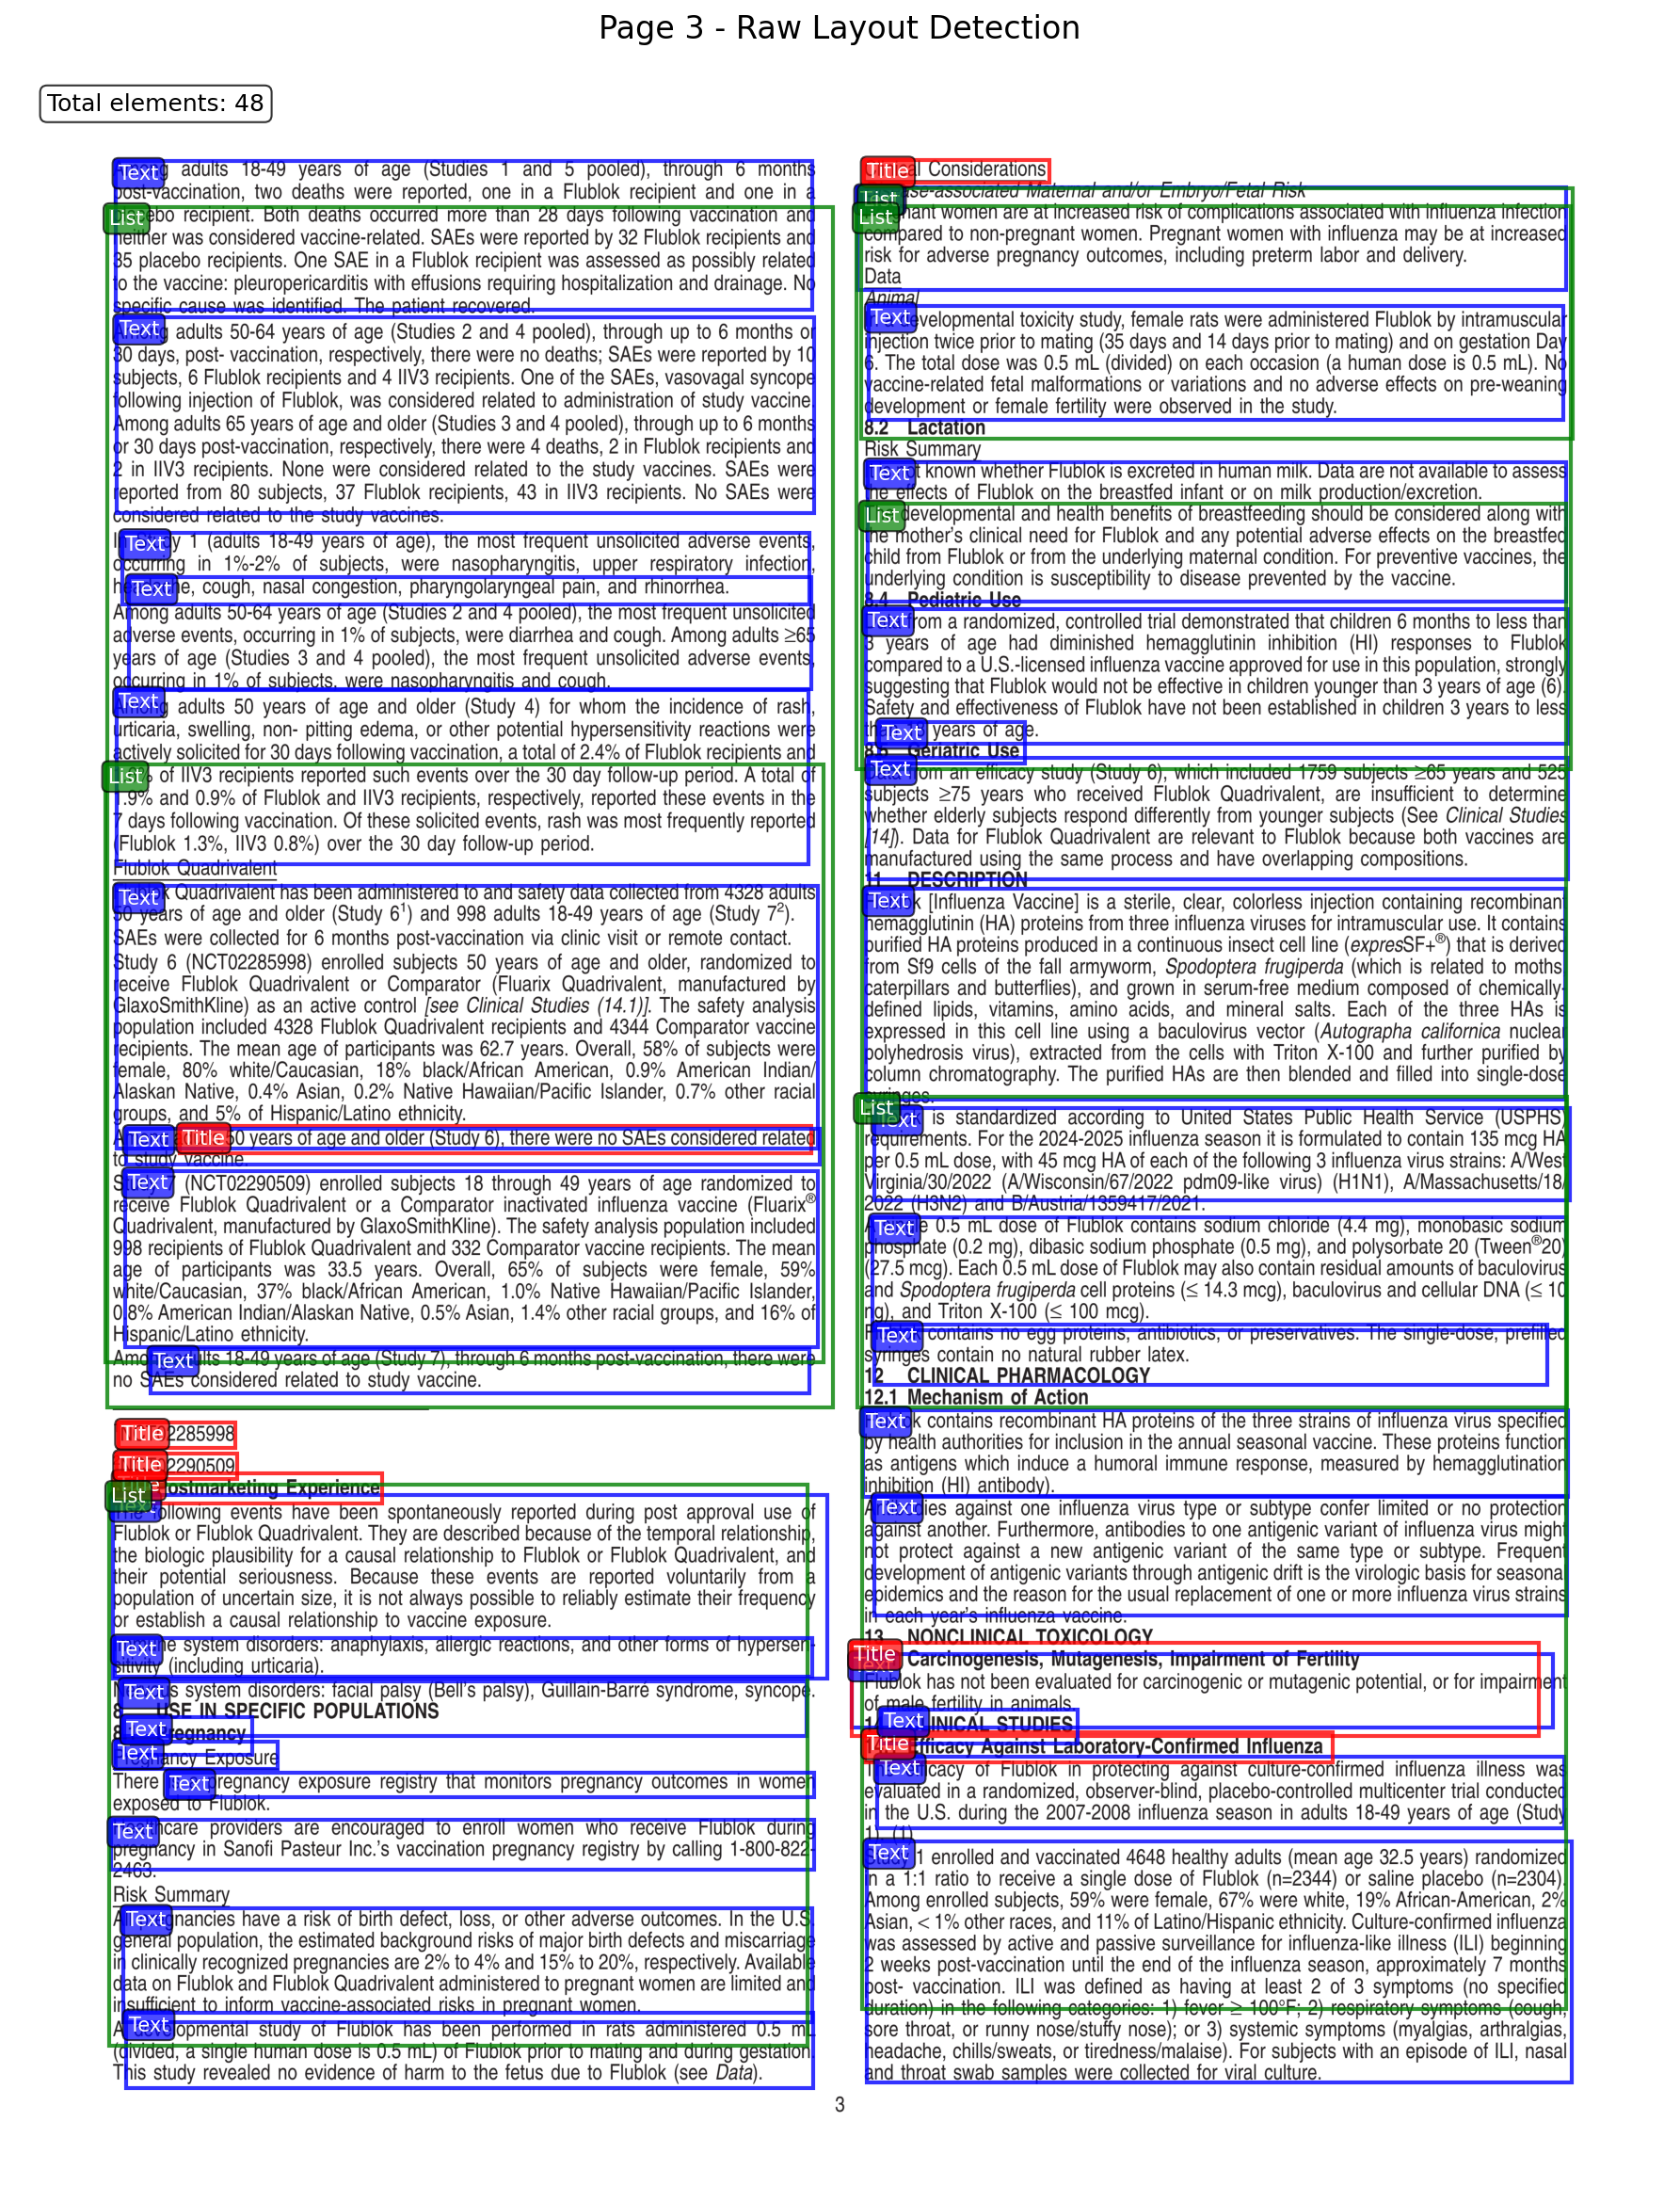 Page 3 - Raw Layout Detection
Total elements: 48
Text adults 18-49 years of age (Studies 1 and 5 pooled), through 6 months
post-vaccination, two deaths were reported, one in a Flublok recipient and one in a
List recipient. Both deaths occurred more than 28 days following vaccination and
neither was considered vaccine-related. SAEs were reported by 32 Flublok recipients and
35 placebo recipients. One SAE in a Flublok recipient was assessed as possibly related
to the vaccine: pleuropericarditis with effusions requiring hospitalization and drainage. No
specific cause was identified. The patient recovered.
Text adults 50-64 years of age (Studies 2 and 4 pooled), through up to 6 months or
30 days, post- vaccination, respectively, there were no deaths; SAEs were reported by 10
subjects, 6 Flublok recipients and 4 IIV3 recipients. One of the SAEs, vasovagal syncope
following injection of Flublok, was considered related to administration of study vaccine.
Among adults 65 years of age and older (Studies 3 and 4 pooled), through up to 6 months
or 30 days post-vaccination, respectively, there were 4 deaths, 2 in Flublok recipients and
2 in IIV3 recipients. None were considered related to the study vaccines. SAEs were
reported from 80 subjects, 37 Flublok recipients, 43 in IIV3 recipients. No SAEs were
considered related to the study vaccines.
Text 1 (adults 18-49 years of age), the most frequent unsolicited adverse events,
occurring in 1%-2% of subjects, were nasopharyngitis, upper respiratory infection,
Text cough, nasal congestion, pharyngolaryngeal pain, and rhinorrhea.
Among adults 50-64 years of age (Studies 2 and 4 pooled), the most frequent unsolicited
adverse events, occurring in 1% of subjects, were diarrhea and cough. Among adults ≥65
years of age (Studies 3 and 4 pooled), the most frequent unsolicited adverse events,
occurring in 1% of subjects, were nasopharyngitis and cough.
Text adults 50 years of age and older (Study 4) for whom the incidence of rash,
urticaria, swelling, non- pitting edema, or other potential hypersensitivity reactions were
actively solicited for 30 days following vaccination, a total of 2.4% of Flublok recipients and
List of IIV3 recipients reported such events over the 30 day follow-up period. A total of
1.9% and 0.9% of Flublok and IIV3 recipients, respectively, reported these events in the
7 days following vaccination. Of these solicited events, rash was most frequently reported
(Flublok 1.3%, IIV3 0.8%) over the 30 day follow-up period.
Flublok Quadrivalent
Text Quadrivalent has been administered to and safety data collected from 4328 adults
50 years of age and older (Study 6¹) and 998 adults 18-49 years of age (Study 7²).
SAEs were collected for 6 months post-vaccination via clinic visit or remote contact.
Study 6 (NCT02285998) enrolled subjects 50 years of age and older, randomized to
receive Flublok Quadrivalent or Comparator (Fluarix Quadrivalent, manufactured by
GlaxoSmithKline) as an active control [see Clinical Studies (14.1)]. The safety analysis
population included 4328 Flublok Quadrivalent recipients and 4344 Comparator vaccine
recipients. The mean age of participants was 62.7 years. Overall, 58% of subjects were
female, 80% white/Caucasian, 18% black/African American, 0.9% American Indian/
Alaskan Native, 0.4% Asian, 0.2% Native Hawaiian/Pacific Islander, 0.7% other racial
groups, and 5% of Hispanic/Latino ethnicity.
Text Title 50 years of age and older (Study 6), there were no SAEs considered related
to study vaccine.
Text (NCT02290509) enrolled subjects 18 through 49 years of age randomized to
receive Flublok Quadrivalent or a Comparator inactivated influenza vaccine (Fluarix®
Quadrivalent, manufactured by GlaxoSmithKline). The safety analysis population included
998 recipients of Flublok Quadrivalent and 332 Comparator vaccine recipients. The mean
age of participants was 33.5 years. Overall, 65% of subjects were female, 59%
white/Caucasian, 37% black/African American, 1.0% Native Hawaiian/Pacific Islander,
0.8% American Indian/Alaskan Native, 0.5% Asian, 1.4% other racial groups, and 16% of
Hispanic/Latino ethnicity.
Text 18-49 years of age (Study 7), through 6 months post-vaccination, there were
no SAEs considered related to study vaccine.
Title
Title
List Postmarketing Experience
The following events have been spontaneously reported during post approval use of
Flublok or Flublok Quadrivalent. They are described because of the temporal relationship,
the biologic plausibility for a causal relationship to Flublok or Flublok Quadrivalent, and
their potential seriousness. Because these events are reported voluntarily from a
population of uncertain size, it is not always possible to reliably estimate their frequency
or establish a causal relationship to vaccine exposure.
Text system disorders: anaphylaxis, allergic reactions, and other forms of hypersen-
sitivity (including urticaria).
Text system disorders: facial palsy (Bell's palsy), Guillain-Barré syndrome, syncope.
8 USE IN SPECIFIC POPULATIONS
Text Pregnancy
Text Exposure
There Text pregnancy exposure registry that monitors pregnancy outcomes in women
exposed to Flublok.
Text providers are encouraged to enroll women who receive Flublok during
pregnancy in Sanofi Pasteur Inc.'s vaccination pregnancy registry by calling 1-800-822-
2463.
Risk Summary
Text pregnancies have a risk of birth defect, loss, or other adverse outcomes. In the U.S.
general population, the estimated background risks of major birth defects and miscarriage
in clinically recognized pregnancies are 2% to 4% and 15% to 20%, respectively. Available
data on Flublok and Flublok Quadrivalent administered to pregnant women are limited and
insufficient to inform vaccine-associated risks in pregnant women.
A Text developmental study of Flublok has been performed in rats administered 0.5 mL
(divided, a single human dose is 0.5 mL) of Flublok prior to mating and during gestation.
This study revealed no evidence of harm to the fetus due to Flublok (see Data).
Title Considerations
List Maternal and/or Embryo/Fetal Risk
List women are at increased risk of complications associated with influenza infection
compared to non-pregnant women. Pregnant women with influenza may be at increased
risk for adverse pregnancy outcomes, including preterm labor and delivery.
Data
Animal
Text developmental toxicity study, female rats were administered Flublok by intramuscular
injection twice prior to mating (35 days and 14 days prior to mating) and on gestation Day
6. The total dose was 0.5 mL (divided) on each occasion (a human dose is 0.5 mL). No
vaccine-related fetal malformations or variations and no adverse effects on pre-weaning
development or female fertility were observed in the study.
8.2 Lactation
Risk Summary
Text known whether Flublok is excreted in human milk. Data are not available to assess
the effects of Flublok on the breastfed infant or on milk production/excretion.
List developmental and health benefits of breastfeeding should be considered along with
the mother's clinical need for Flublok and any potential adverse effects on the breastfed
child from Flublok or from the underlying maternal condition. For preventive vaccines, the
underlying condition is susceptibility to disease prevented by the vaccine.
8.4 Pediatric Use
Text from a randomized, controlled trial demonstrated that children 6 months to less than
3 years of age had diminished hemagglutinin inhibition (HI) responses to Flublok
compared to a U.S.-licensed influenza vaccine approved for use in this population, strongly
suggesting that Flublok would not be effective in children younger than 3 years of age (6).
Safety and effectiveness of Flublok have not been established in children 3 years to less
than Text years of age.
8.5 Geriatric Use
Text from an efficacy study (Study 6), which included 1759 subjects ≥65 years and 525
subjects ≥75 years who received Flublok Quadrivalent, are insufficient to determine
whether elderly subjects respond differently from younger subjects (See Clinical Studies
[14]). Data for Flublok Quadrivalent are relevant to Flublok because both vaccines are
manufactured using the same process and have overlapping compositions.
11 DESCRIPTION
Text [Influenza Vaccine] is a sterile, clear, colorless injection containing recombinant
hemagglutinin (HA) proteins from three influenza viruses for intramuscular use. It contains
purified HA proteins produced in a continuous insect cell line (expresSF+®) that is derived
from Sf9 cells of the fall armyworm, Spodoptera frugiperda (which is related to moths,
caterpillars and butterflies), and grown in serum-free medium composed of chemically-
defined lipids, vitamins, amino acids, and mineral salts. Each of the three HAs is
expressed in this cell line using a baculovirus vector (Autographa californica nuclear
polyhedrosis virus), extracted from the cells with Triton X-100 and further purified by
column chromatography. The purified HAs are then blended and filled into single-dose
syringes.
List Text is standardized according to United States Public Health Service (USPHS)
requirements. For the 2024-2025 influenza season it is formulated to contain 135 mcg HA
per 0.5 mL dose, with 45 mcg HA of each of the following 3 influenza virus strains: A/West
Virginia/30/2022 (A/Wisconsin/67/2022 pdm09-like virus) (H1N1), A/Massachusetts/18/
2022 (H3N2) and B/Austria/1359417/2021.
Text 0.5 mL dose of Flublok contains sodium chloride (4.4 mg), monobasic sodium
phosphate (0.2 mg), dibasic sodium phosphate (0.5 mg), and polysorbate 20 (Tween®20)
(27.5 mcg). Each 0.5 mL dose of Flublok may also contain residual amounts of baculovirus
and Spodoptera frugiperda cell proteins (≤ 14.3 mcg), baculovirus and cellular DNA (≤ 10
ng), and Triton X-100 (≤ 100 mcg).
Text contains no egg proteins, antibiotics, or preservatives. The single-dose, prefilled
syringes contain no natural rubber latex.
12 CLINICAL PHARMACOLOGY
12.1 Mechanism of Action
Text contains recombinant HA proteins of the three strains of influenza virus specified
by health authorities for inclusion in the annual seasonal vaccine. These proteins function
as antigens which induce a humoral immune response, measured by hemagglutination
inhibition (HI) antibody).
Text against one influenza virus type or subtype confer limited or no protection
against another. Furthermore, antibodies to one antigenic variant of influenza virus might
not protect against a new antigenic variant of the same type or subtype. Frequent
development of antigenic variants through antigenic drift is the virologic basis for seasonal
epidemics and the reason for the usual replacement of one or more influenza virus strains
in each year's influenza vaccine.
13 NONCLINICAL TOXICOLOGY
Title Carcinogenesis, Mutagenesis, Impairment of Fertility
Flublok has not been evaluated for carcinogenic or mutagenic potential, or for impairment
of male fertility in animals.
Text CLINICAL STUDIES
Title Efficacy Against Laboratory-Confirmed Influenza
Text efficacy of Flublok in protecting against culture-confirmed influenza illness was
evaluated in a randomized, observer-blind, placebo-controlled multicenter trial conducted
in the U.S. during the 2007-2008 influenza season in adults 18-49 years of age (Study
1). (1)
Text 1 enrolled and vaccinated 4648 healthy adults (mean age 32.5 years) randomized
in a 1:1 ratio to receive a single dose of Flublok (n=2344) or saline placebo (n=2304).
Among enrolled subjects, 59% were female, 67% were white, 19% African-American, 2%
Asian, < 1% other races, and 11% of Latino/Hispanic ethnicity. Culture-confirmed influenza
was assessed by active and passive surveillance for influenza-like illness (ILI) beginning
2 weeks post-vaccination until the end of the influenza season, approximately 7 months
post- vaccination. ILI was defined as having at least 2 of 3 symptoms (no specified
duration) in the following categories: 1) fever ≥ 100°F; 2) respiratory symptoms (cough,
sore throat, or runny nose/stuffy nose); or 3) systemic symptoms (myalgias, arthralgias,
headache, chills/sweats, or tiredness/malaise). For subjects with an episode of ILI, nasal
and throat swab samples were collected for viral culture.
3